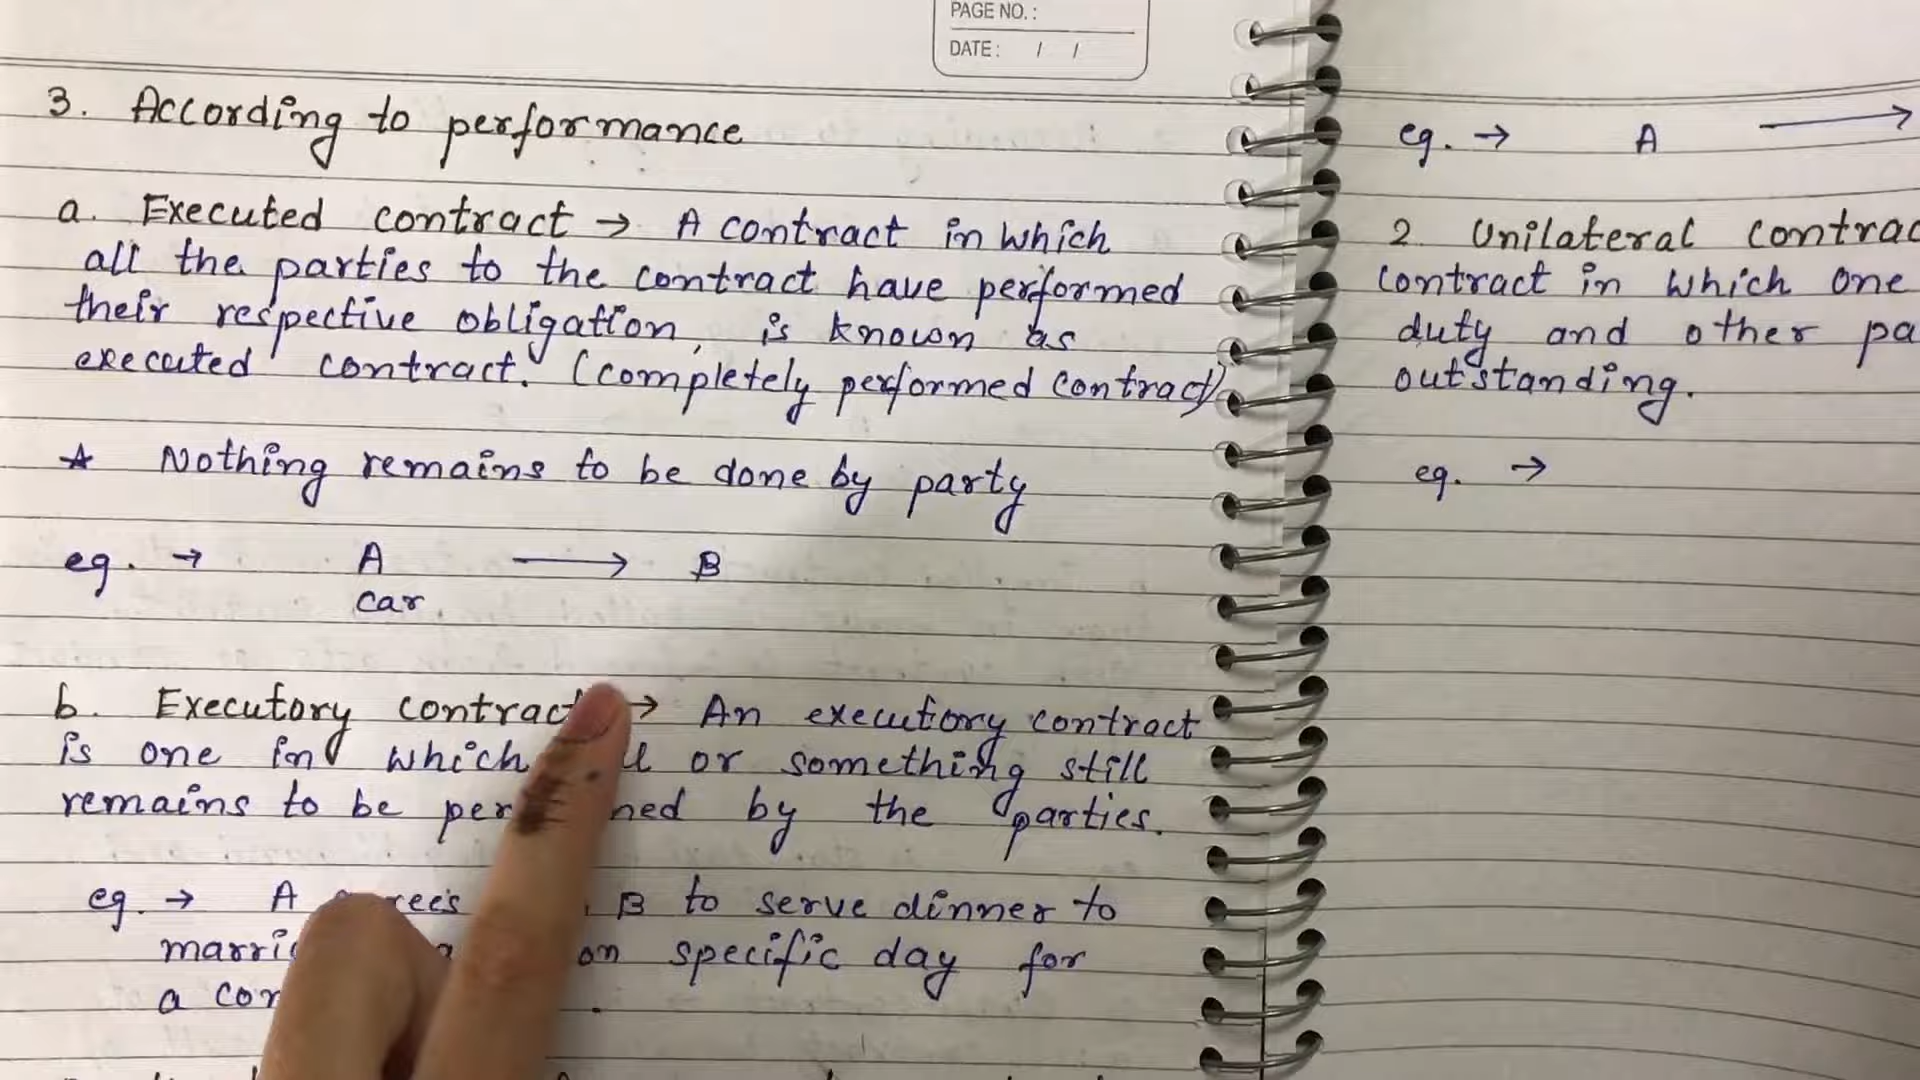 PAGE NO.:
DATE: / /
3. According to performance
a. Executed contract → A contract in which
all the parties to the contract have performed
their respective obligation, is known as
executed contract. (completely performed contract)
☆ Nothing remains to be done by party
eg. → A → B
car
b. Executory contract → An executory contract
is one in which or something still
remains to be by the parties.
eg. → A B to serve dinner to
on specific day for
a
eg. → A →
2. Unilateral
contract in which one
duty and other
outstanding.
eg. →